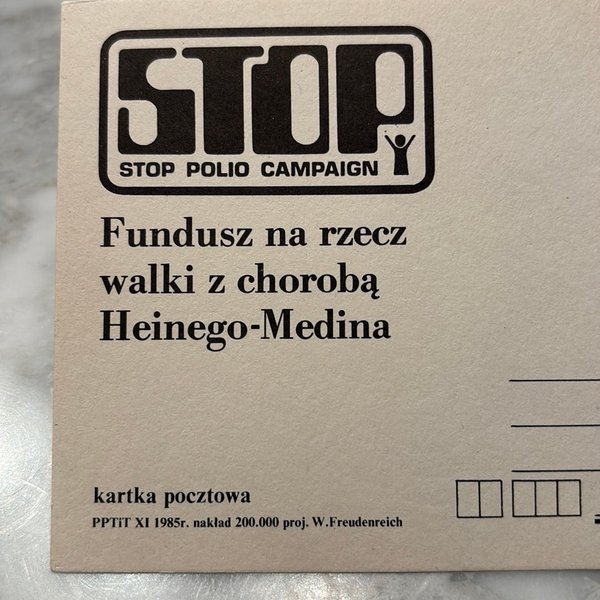 STOP
STOP POLIO CAMPAIGN
Fundusz na rzecz
walki z chorobą
Heinego-Medina
kartka pocztowa
PPTiT XI 1985r. nakład 200.000 proj. W.Freudenreich